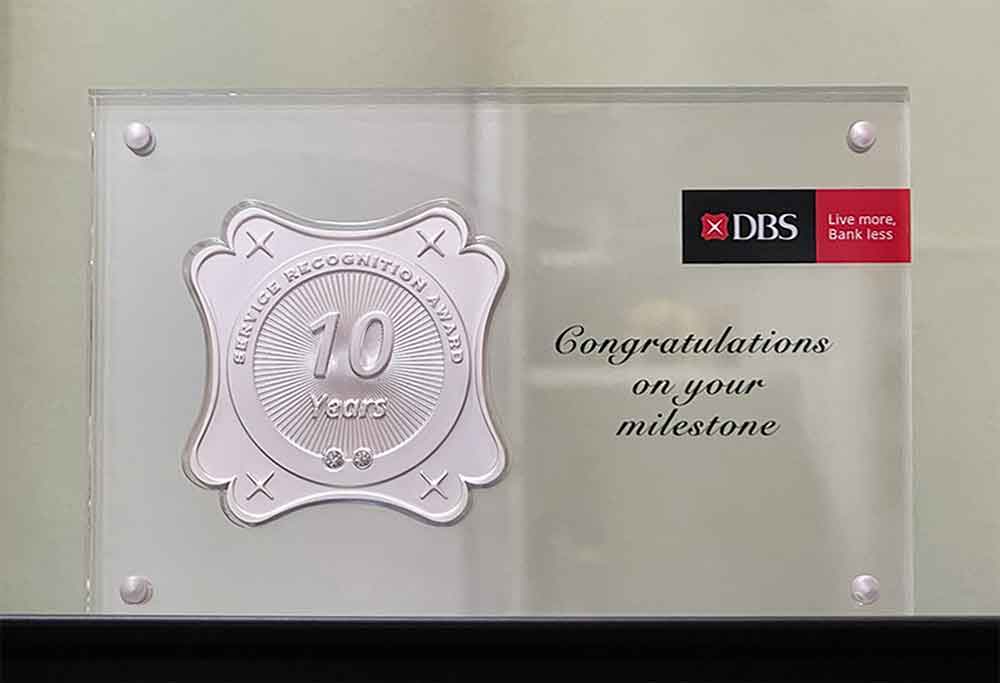 SERVICE RECOGNITION AWARD
10
Years
DBS
Live more,
Bank less
Congratulations
on your
milestone